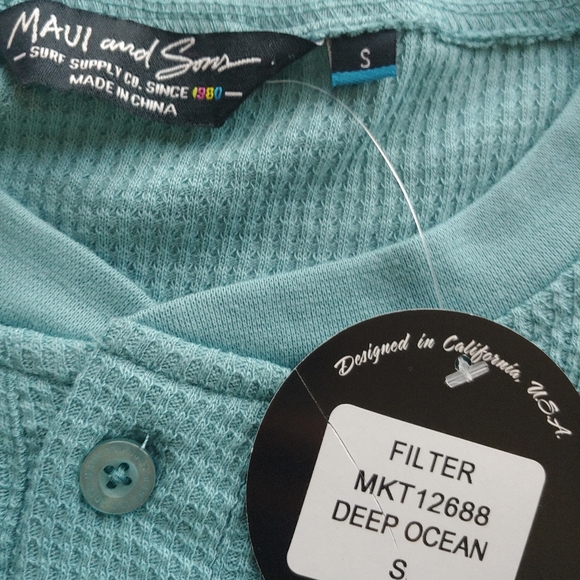 MAUI and Sons
SURF SUPPLY CO. SINCE 1980
MADE IN CHINA
S
Designed in California, U.S.A.
FILTER
MKT12688
DEEP OCEAN
S